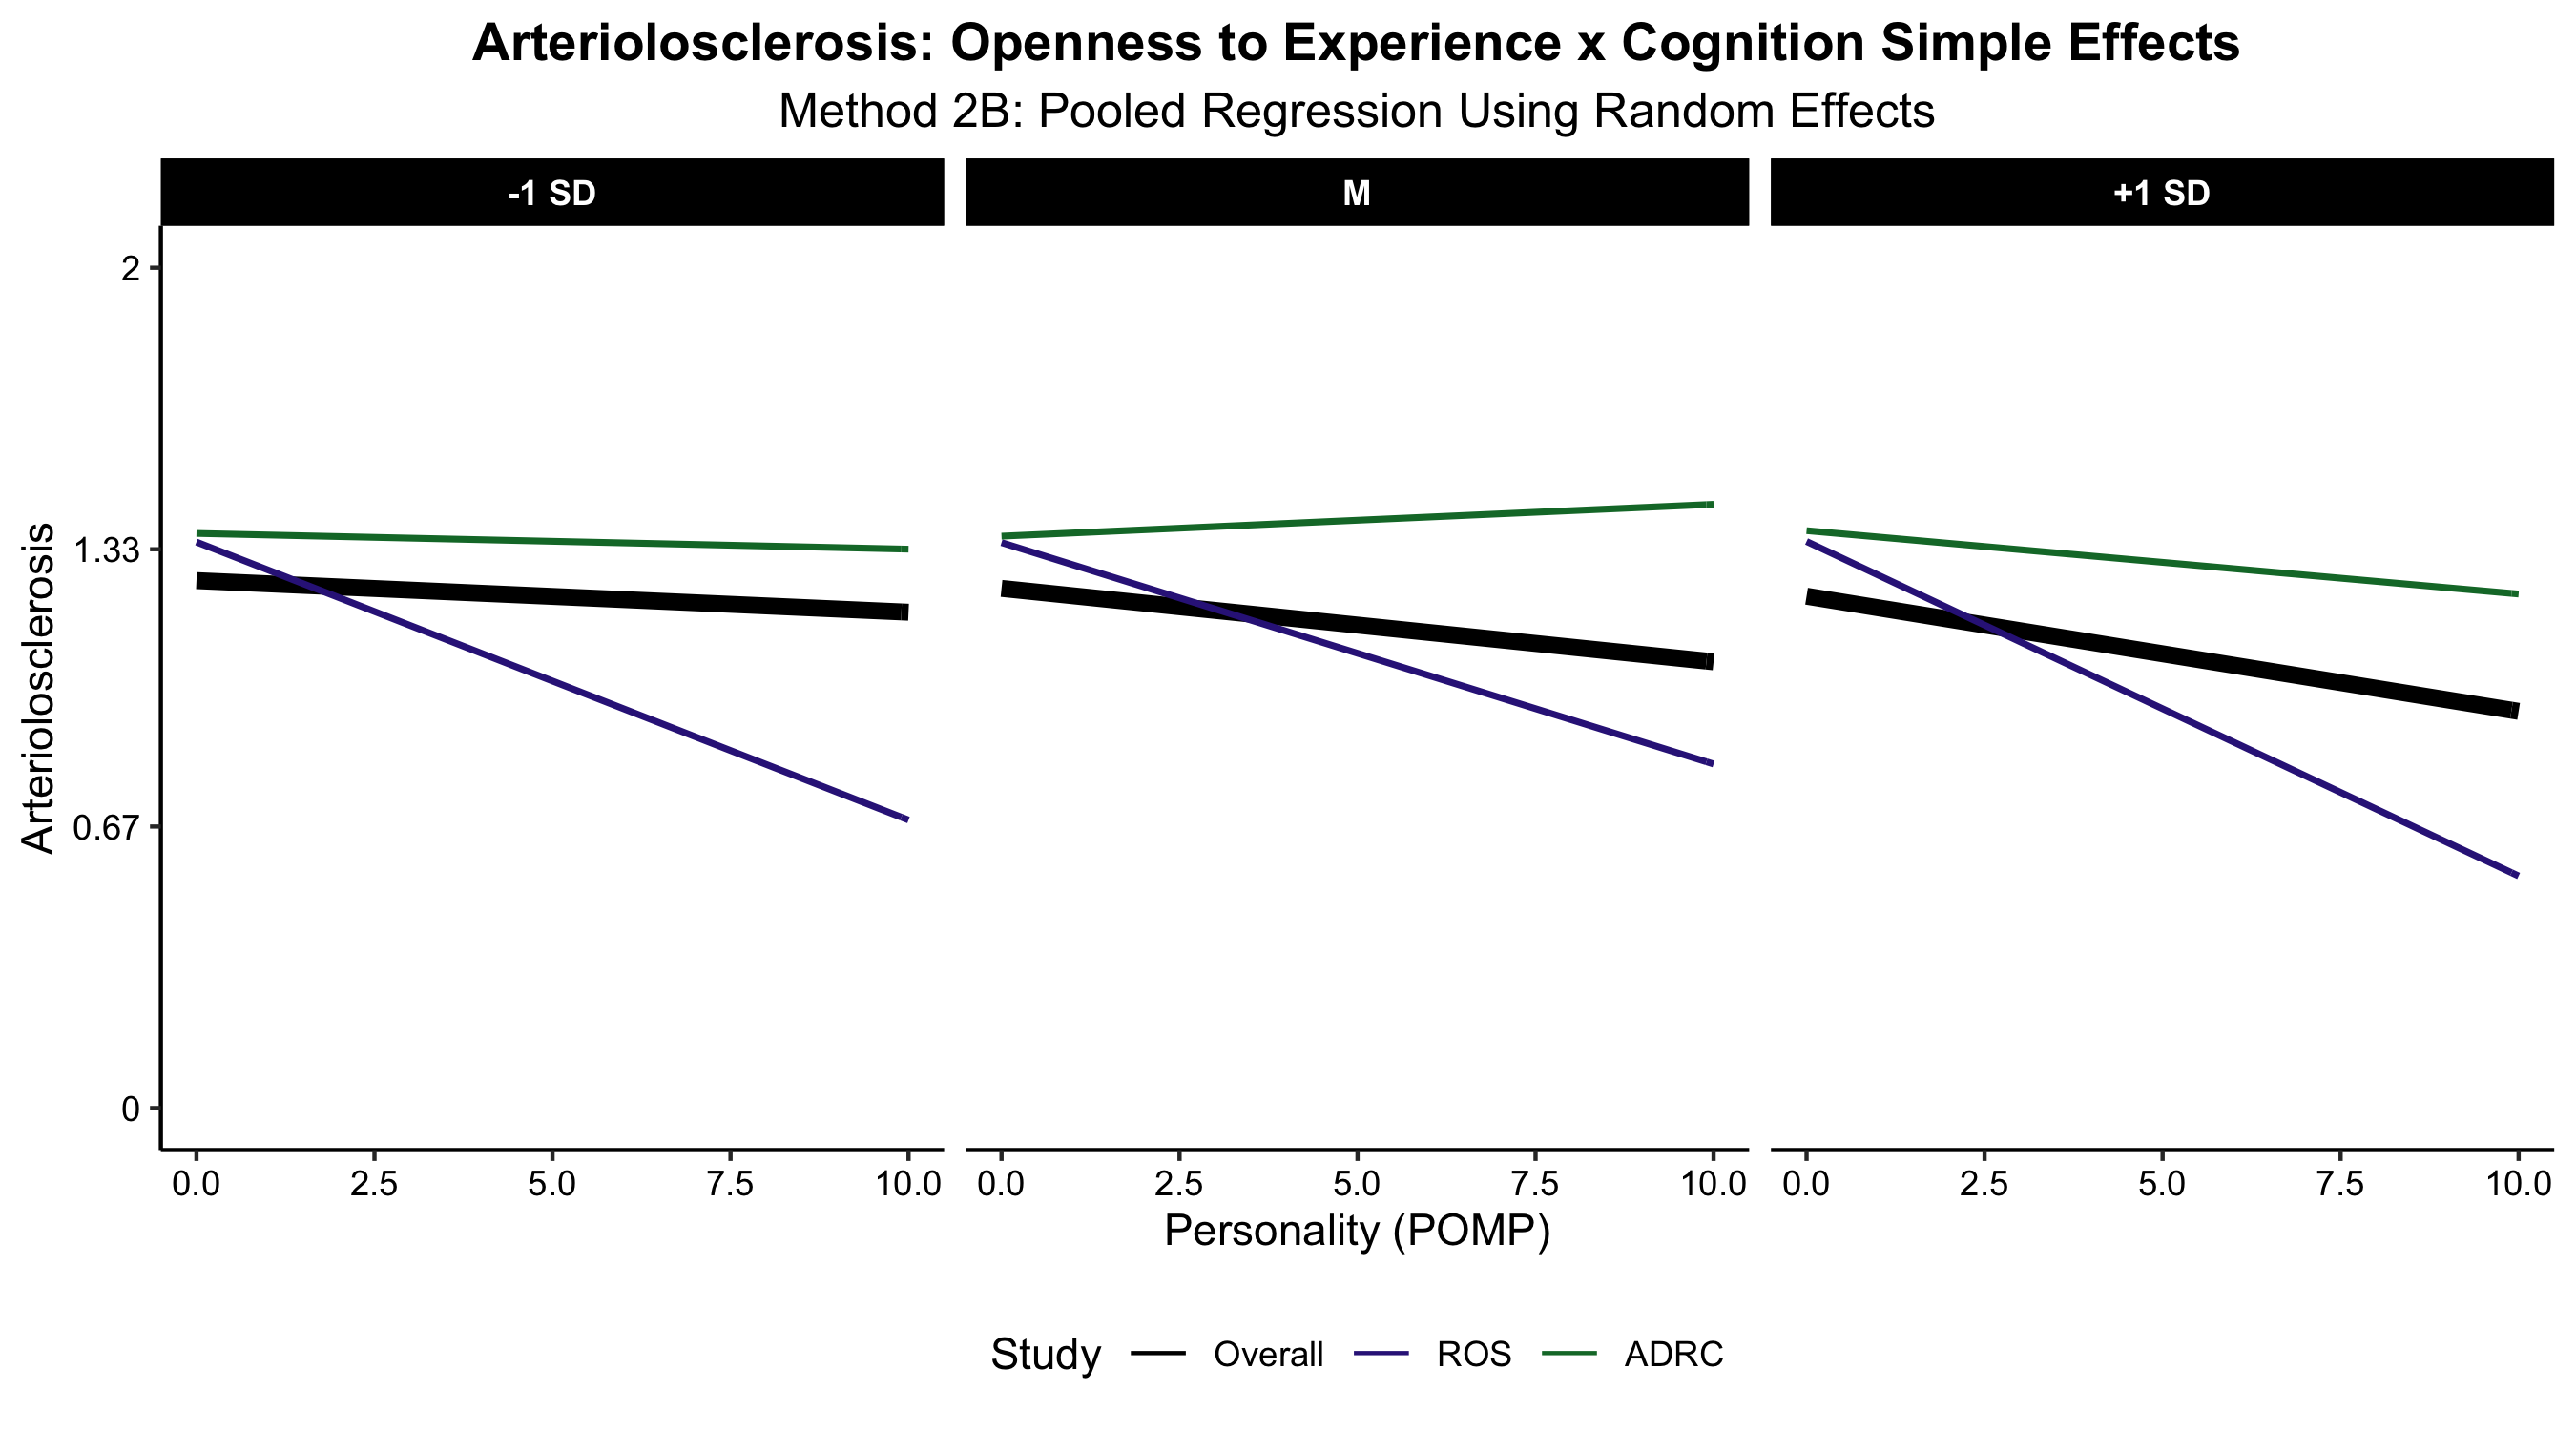 Arteriolosclerosis: Openness to Experience x Cognition Simple Effects
Method 2B: Pooled Regression Using Random Effects
-1 SD
M
+1 SD
Arteriolosclerosis
2
1.33
0.67
0
0.0 2.5 5.0 7.5 10.0
0.0 2.5 5.0 7.5 10.0
0.0 2.5 5.0 7.5 10.0
Personality (POMP)
Study Overall ROS ADRC